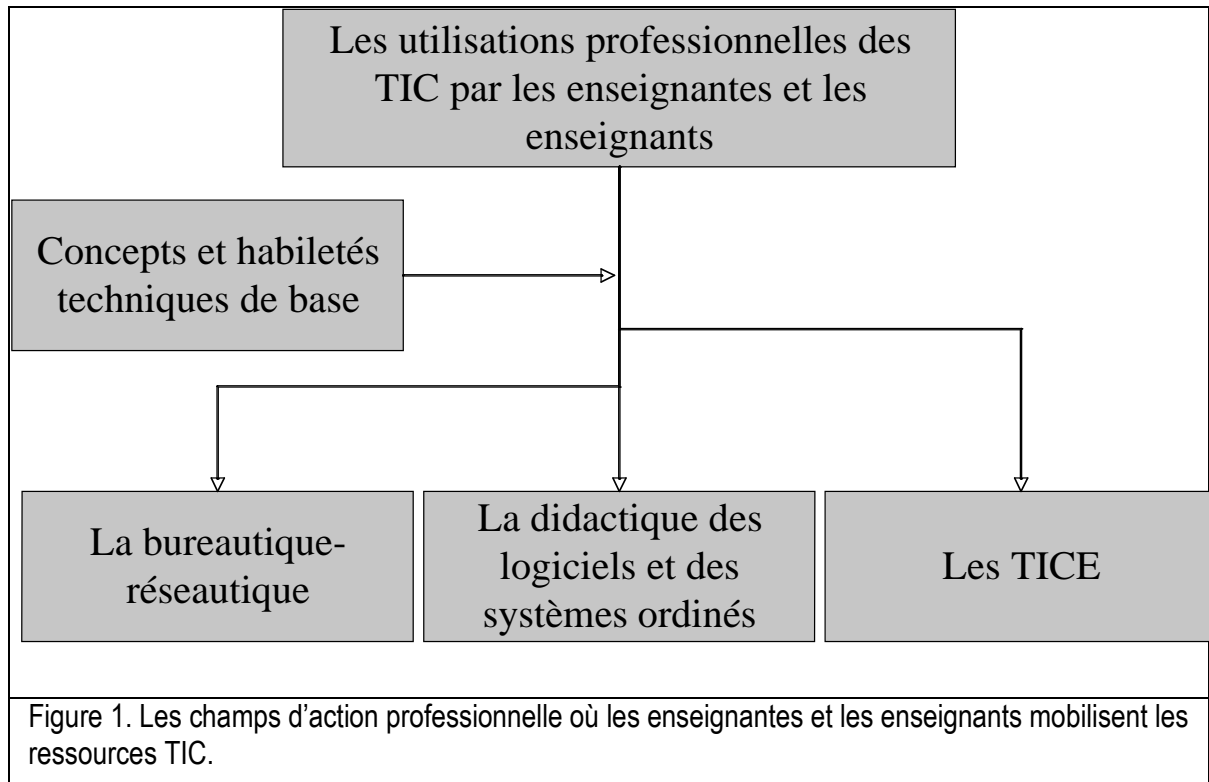 Les utilisations professionnelles des
TIC par les enseignantes et les
enseignants
Concepts et habiletés
techniques de base
La bureautique-
réseautique
La didactique des
logiciels et des
systèmes ordinés
Les TICE
Figure 1. Les champs d’action professionnelle où les enseignantes et les enseignants mobilisent les
ressources TIC.